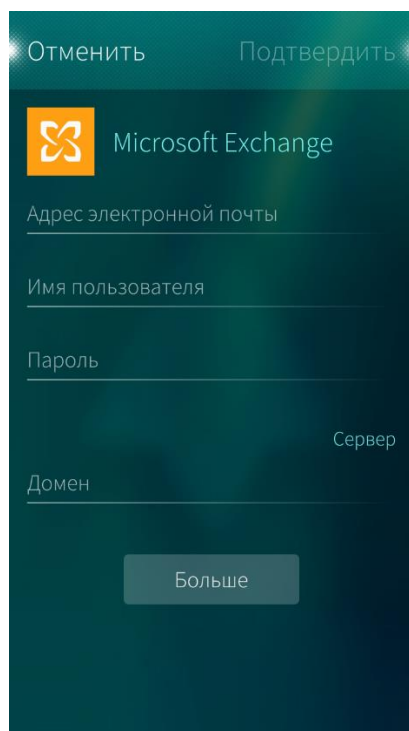 Отменить Подтвердить
Microsoft Exchange
Адрес электронной почты
Имя пользователя
Пароль
Сервер
Домен
Больше